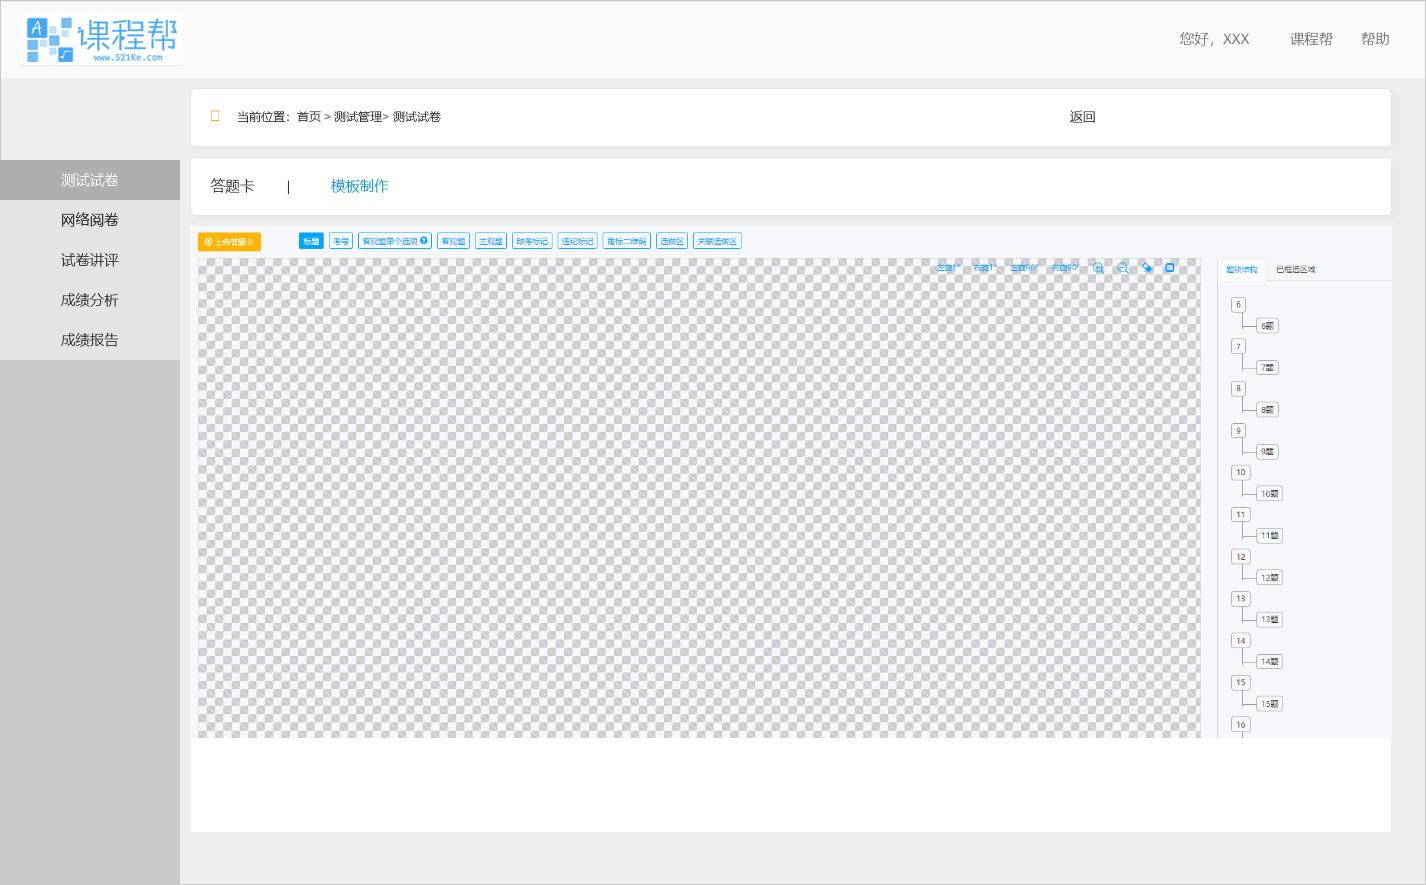 A 课程帮
www.521Ke.com
您好，XXX 课程帮 帮助
当前位置：首页 > 测试管理> 测试试卷 返回
测试试卷
网络阅卷
试卷讲评
成绩分析
成绩报告
答题卡 | 模板制作
上传答题卡 标题 考号 客观题单个选项 客观题 主观题 缺考标记 违纪标记 角标二维码 选做区 关联选做区
左旋1° 右旋1° 左旋90° 右旋90°
题块结构 已框选区域
6
6题
7
7题
8
8题
9
9题
10
10题
11
11题
12
12题
13
13题
14
14题
15
15题
16